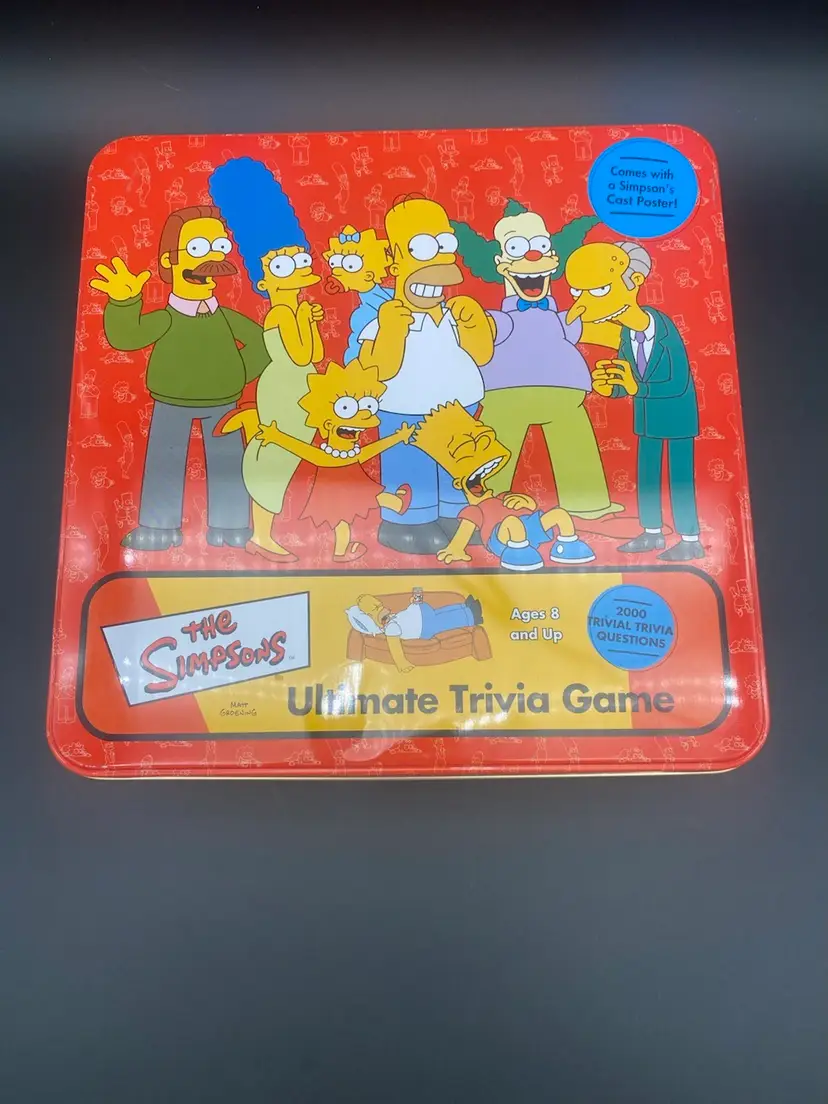 Comes with
a Simpson's
Cast Poster!
THE
SIMPSONS
TM
MATT
GROENING
Ages 8
and Up
2000
TRIVIAL TRIVIA
QUESTIONS
Ultimate Trivia Game